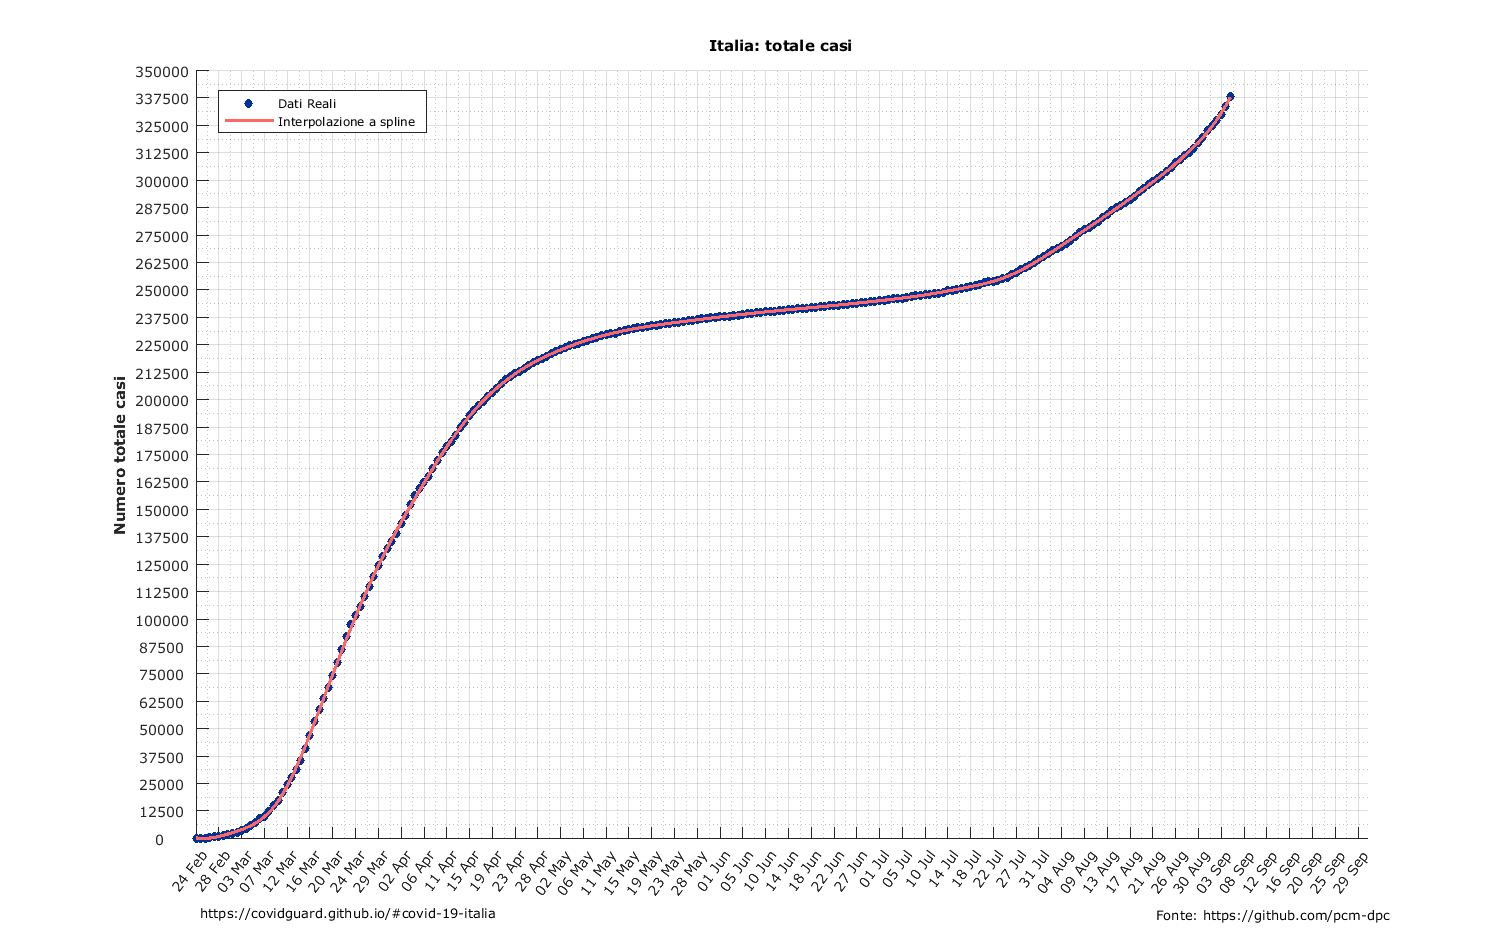 Italia: totale casi
350000
337500
325000
312500
300000
287500
275000
262500
250000
237500
225000
212500
200000
187500
175000
162500
150000
137500
125000
112500
100000
87500
75000
62500
50000
37500
25000
12500
0
Numero totale casi
Dati Reali
Interpolazione a spline
24 Feb
28 Feb
03 Mar
07 Mar
12 Mar
16 Mar
20 Mar
24 Mar
29 Mar
02 Apr
06 Apr
11 Apr
15 Apr
19 Apr
23 Apr
28 Apr
02 May
06 May
11 May
15 May
19 May
23 May
28 May
01 Jun
05 Jun
10 Jun
14 Jun
18 Jun
22 Jun
27 Jun
01 Jul
05 Jul
10 Jul
14 Jul
18 Jul
22 Jul
27 Jul
31 Jul
04 Aug
09 Aug
13 Aug
17 Aug
21 Aug
26 Aug
30 Aug
03 Sep
08 Sep
12 Sep
16 Sep
20 Sep
25 Sep
29 Sep
https://covidguard.github.io/#covid-19-italia
Fonte: https://github.com/pcm-dpc